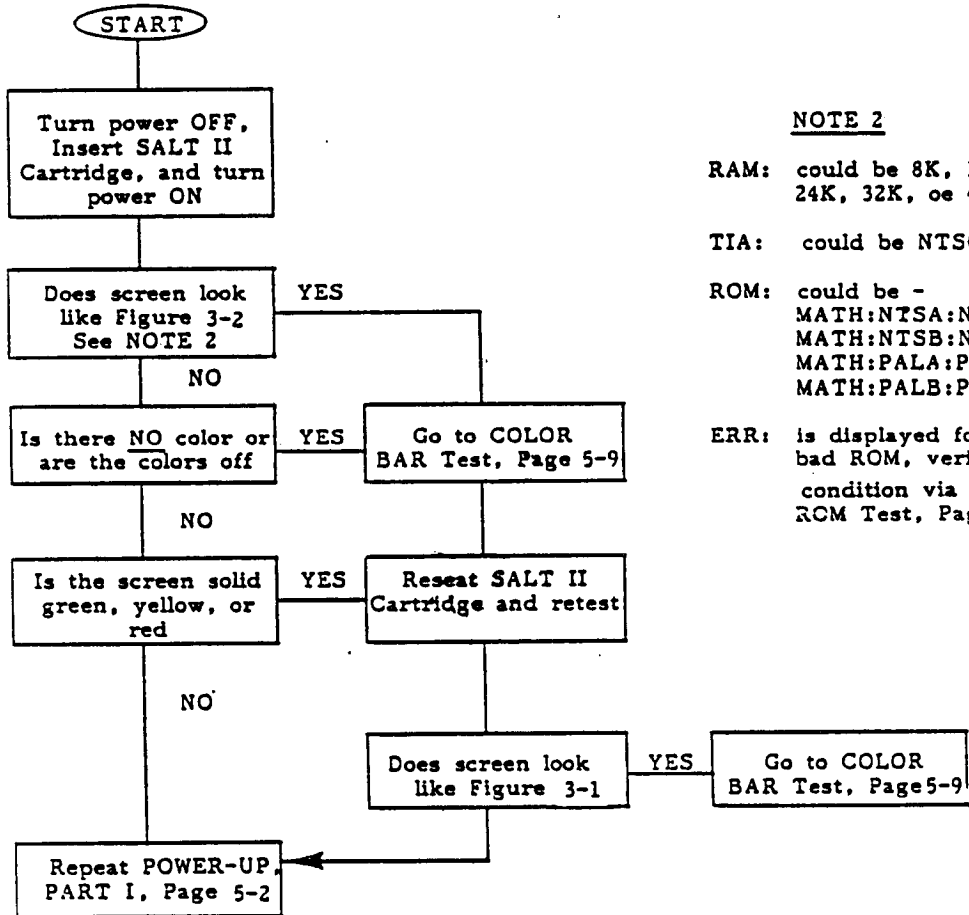 START
Turn power OFF,
Insert SALT II
Cartridge, and turn
power ON
Does screen look
like Figure 3-2
See NOTE 2
YES
NO
Is there NO color or
are the colors off
YES
Go to COLOR
BAR Test, Page 5-9
NO
Is the screen solid
green, yellow, or
red
YES
Reseat SALT II
Cartridge and retest
NO
Does screen look
like Figure 3-1
YES
Go to COLOR
BAR Test, Page 5-9
Repeat POWER-UP,
PART I, Page 5-2
NOTE 2
RAM: could be 8K,
24K, 32K, oe
TIA: could be
ROM: could be -
MATH:NTSA:
MATH:NTSB:
MATH:PALA:
MATH:PALB:
ERR: is displayed
bad ROM,
condition via
ROM Test,